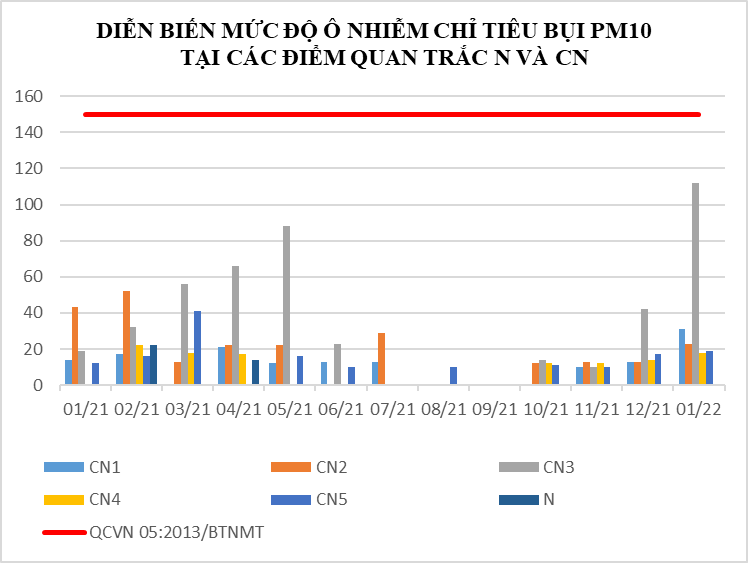 DIỄN BIẾN MỨC ĐỘ Ô NHIỄM CHỈ TIÊU BỤI PM10
TẠI CÁC ĐIỂM QUAN TRẮC N VÀ CN
160
140
120
100
80
60
40
20
0
01/21 02/21 03/21 04/21 05/21 06/21 07/21 08/21 09/21 10/21 11/21 12/21 01/22
CN1 CN2 CN3
CN4 CN5 N
QCVN 05:2013/BTNMT